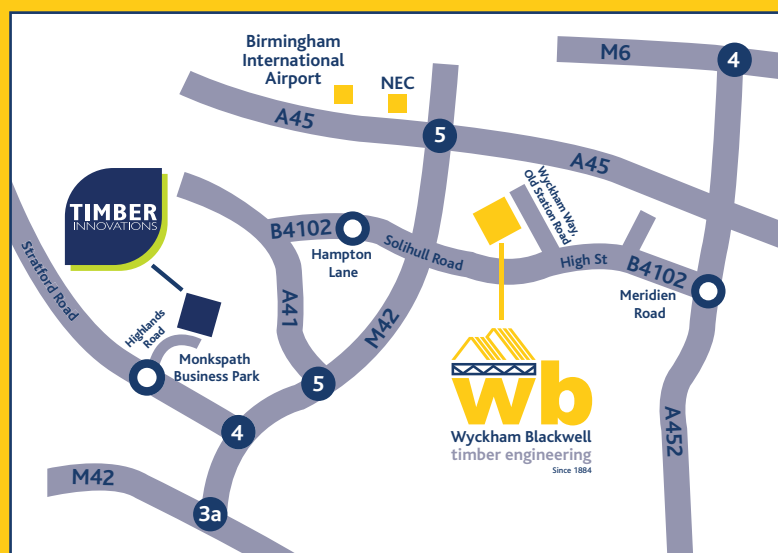 Birmingham
International
Airport
NEC
M6
4
A45
5
A45
TIMBER
INNOVATIONS
Wyckham Way,
Old Station Road
B4102
Hampton
Lane
Solihull Road
High St
B4102
Meridien
Road
Stratford Road
Highlands
Road
Monkspath
Business Park
A41
M42
5
4
wb
Wyckham Blackwell
timber engineering
Since 1884
A452
M42
3a